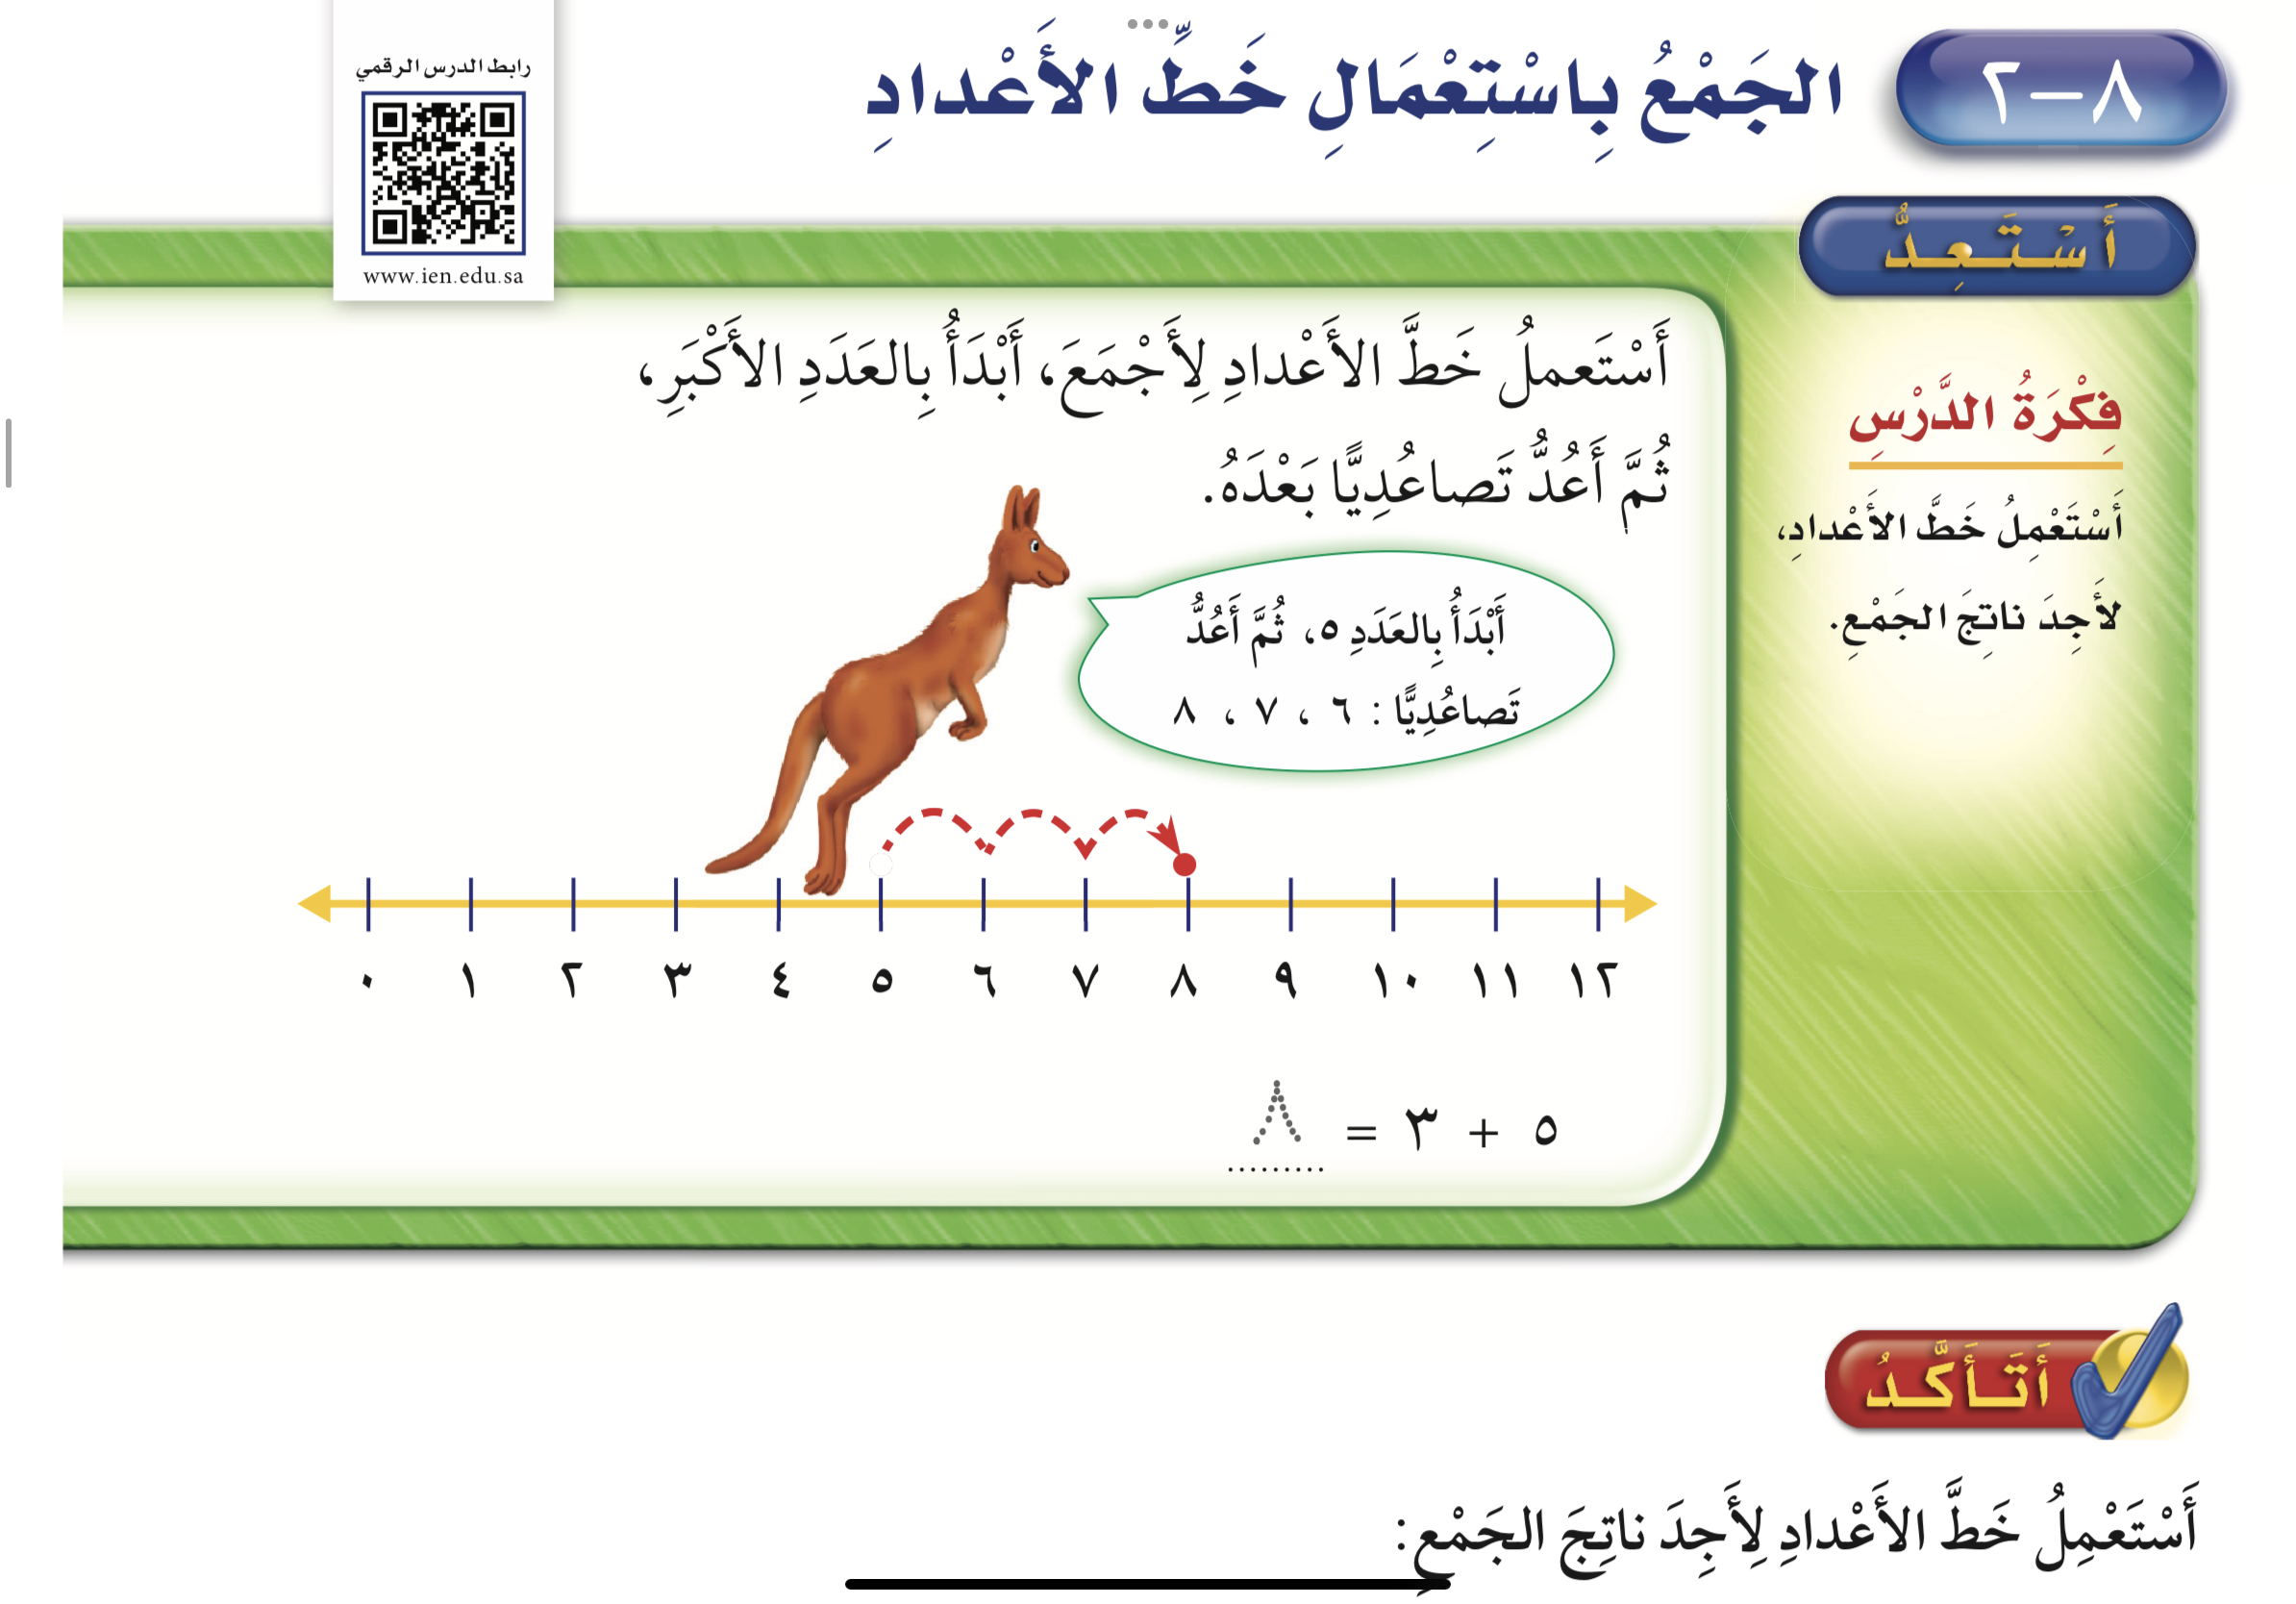 ٨-٢
الجَمْعُ بِاسْتِعْمَالِ خَطِّ الأَعْدادِ
رابط الدرس الرقمي
www.ien.edu.sa
أَسْتَعِدُّ
فِكْرَةُ الدَّرْسِ
أَسْتَعْمِلُ خَطَّ الأَعْدادِ،
لأَجِدَ ناتِجَ الجَمْعِ.
أَسْتَعملُ خَطَّ الأَعْدادِ لِأَجْمَعَ، أَبْدَأُ بِالعَدَدِ الأَكْبَرِ،
ثُمَّ أَعُدُّ تَصاعُدِيًّا بَعْدَهُ.
أَبْدَأُ بِالعَدَدِ ٥، ثُمَّ أَعُدُّ
تَصاعُدِيًّا : ٦ ، ٧ ، ٨
٠ ١ ٢ ٣ ٤ ٥ ٦ ٧ ٨ ٩ ١٠ ١١ ١٢
٥ + ٣ = ٨
أَتَأَكَّدُ
أَسْتَعْمِلُ خَطَّ الأَعْدادِ لِأَجِدَ ناتِجَ الجَمْعِ: